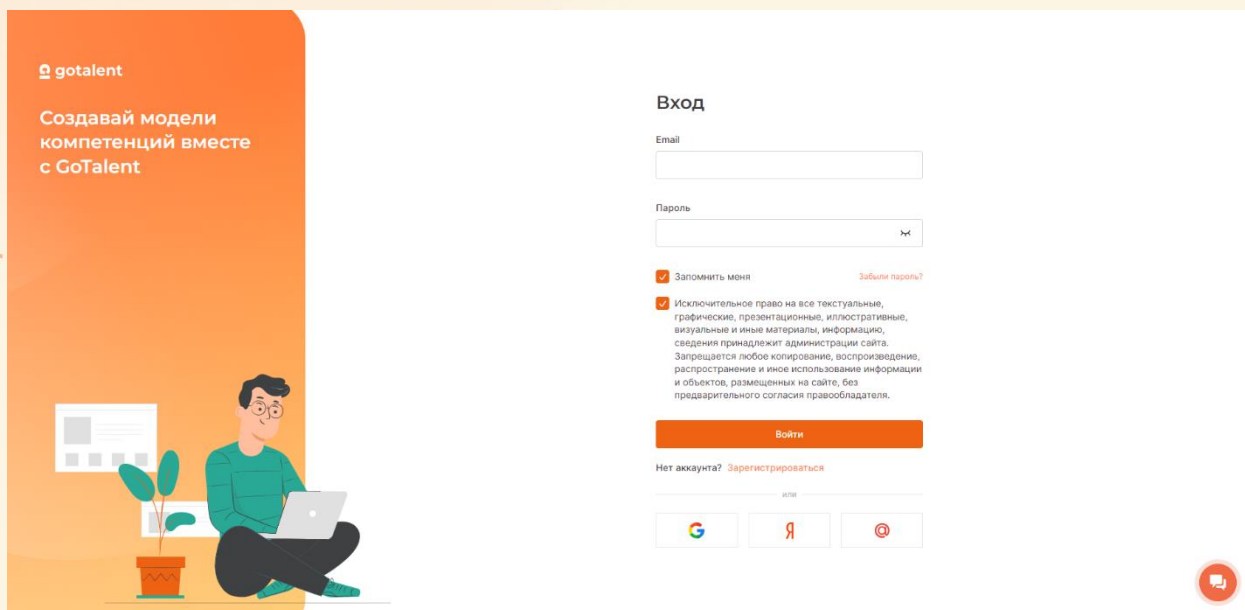 gotalent
Создавай модели
компетенций вместе
с GoTalent
Вход
Email
Пароль
Запомнить меня
Забыли пароль?
Исключительное право на все текстуальные,
графические, презентационные, иллюстративные,
визуальные и иные материалы, информацию,
сведения принадлежит администрации сайта.
Запрещается любое копирование, воспроизведение,
распространение и иное использование информации
и объектов, размещенных на сайте, без
предварительного согласия правообладателя.
Войти
Нет аккаунта? Зарегистрироваться
или
G
Я
@